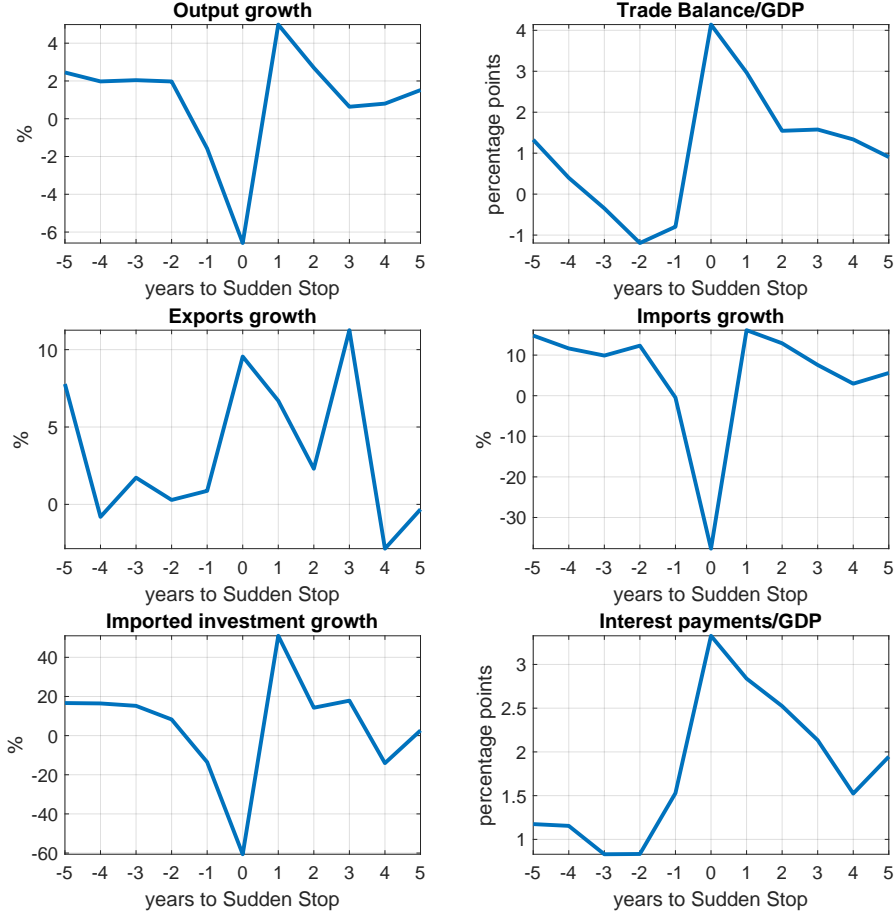 Output growth
4
2
0
-2
-4
-6
%
-5 -4 -3 -2 -1 0 1 2 3 4 5
years to Sudden Stop
Trade Balance/GDP
4
3
2
1
0
-1
percentage points
-5 -4 -3 -2 -1 0 1 2 3 4 5
years to Sudden Stop
Exports growth
10
5
0
%
-5 -4 -3 -2 -1 0 1 2 3 4 5
years to Sudden Stop
Imports growth
10
0
-10
-20
-30
%
-5 -4 -3 -2 -1 0 1 2 3 4 5
years to Sudden Stop
Imported investment growth
40
20
0
-20
-40
-60
%
-5 -4 -3 -2 -1 0 1 2 3 4 5
years to Sudden Stop
Interest payments/GDP
3
2.5
2
1.5
1
percentage points
-5 -4 -3 -2 -1 0 1 2 3 4 5
years to Sudden Stop